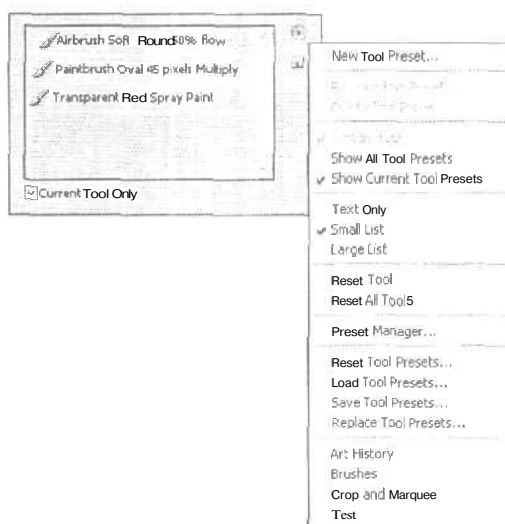 Airbrush Soft Round 50% flow
Paintbrush Oval 45 pixels Multiply
Transparent Red Spray Paint
Current Tool Only
New Tool Preset...
Show All Tool Presets
Show Current Tool Presets
Text Only
Small List
Large List
Reset Tool
Reset All Tool5
Preset Manager...
Reset Tool Presets...
Load Tool Presets...
Save Tool Presets...
Replace Tool Presets...
Art History
Brushes
Crop and Marquee
Test